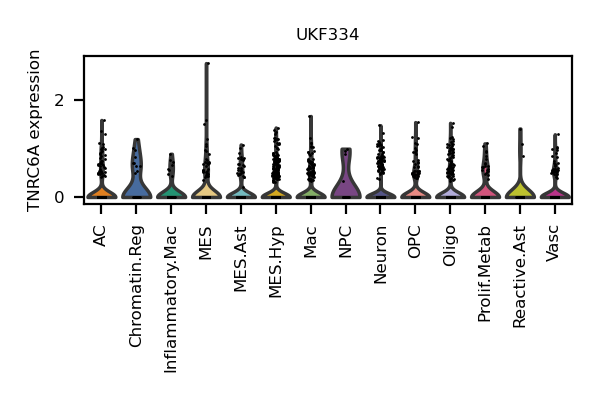 UKF334
TNRC6A expression
2
0
AC
Chromatin.Reg
Inflammatory.Mac
MES
MES.Ast
MES.Hyp
Mac
NPC
Neuron
OPC
Oligo
Prolif.Metab
Reactive.Ast
Vasc